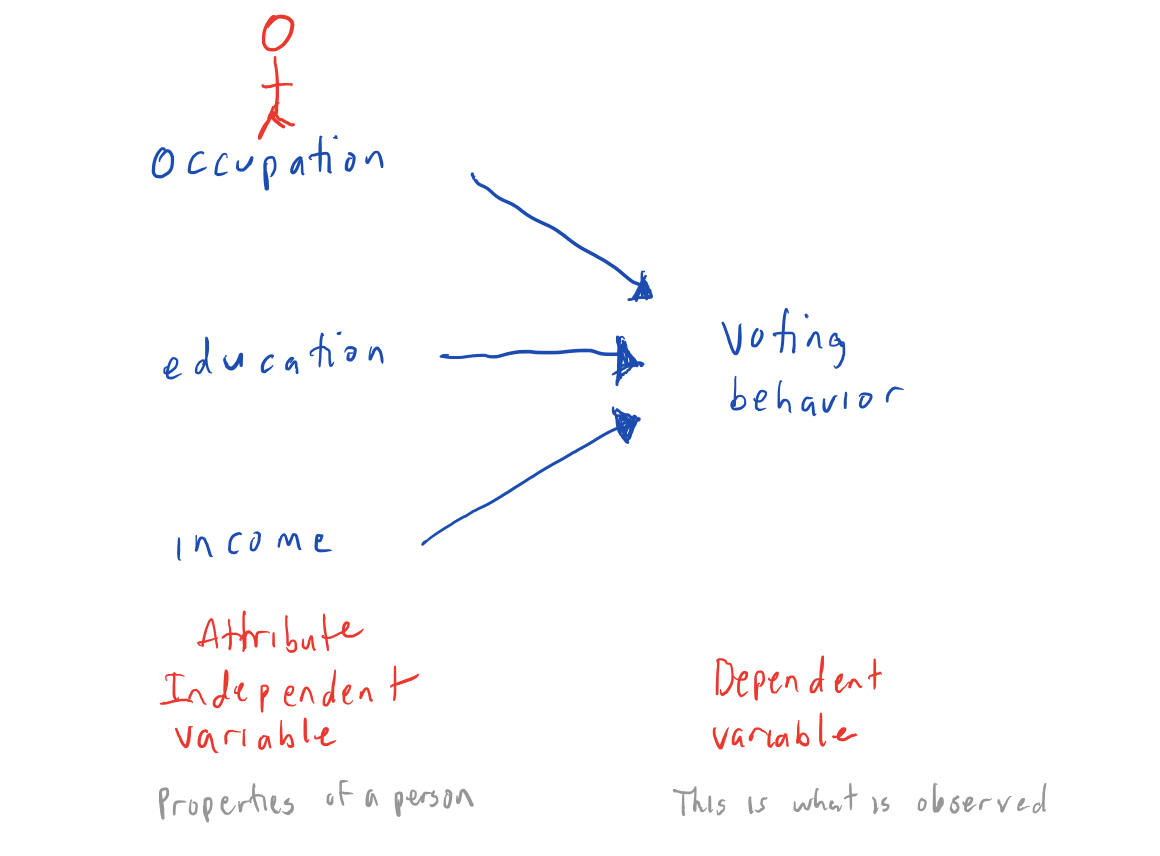 Occupation
education
Voting
behavior
income
Attribute
Independent
variable
Dependent
variable
Properties of a person
This is what is observed